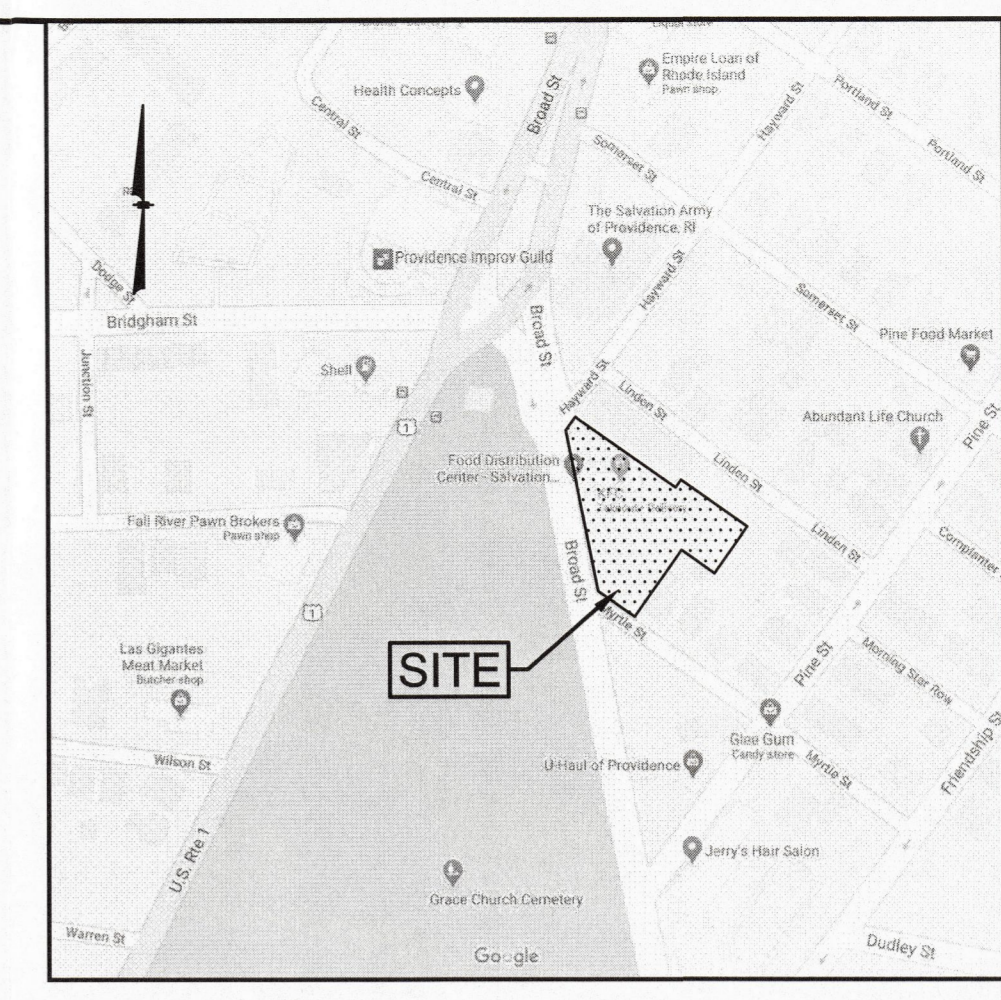 Health Concepts
Broad St
Empire Loan of
Rhode Island
Pawn shop
Portland St
Portland St
Hayward St
Central St
Central St
Somerset St
The Salvation Army
of Providence, RI
Providence Improv Guild
Hayward St
Dodge St
Bridgham St
Broad St
Somerset St
Pine Food Market
Junction St
Shell
Hayward St
Linden St
Abundant Life Church
Pine St
1
Food Distribution
Center - Salvation...
KFC
Linden St
Fall River Pawn Brokers
Pawn shop
Linden St
Complanter
Broad St
1
Myrtle St
Las Gigantes
Meat Market
Butcher shop
SITE
Pine St
Morning Star Row
Glee Gum
Candy store
Friendship St
Wilson St
U-Haul of Providence
Myrtle St
U.S. Rte 1
Jerry's Hair Salon
Grace Church Cemetery
Warren St
Dudley St
Google